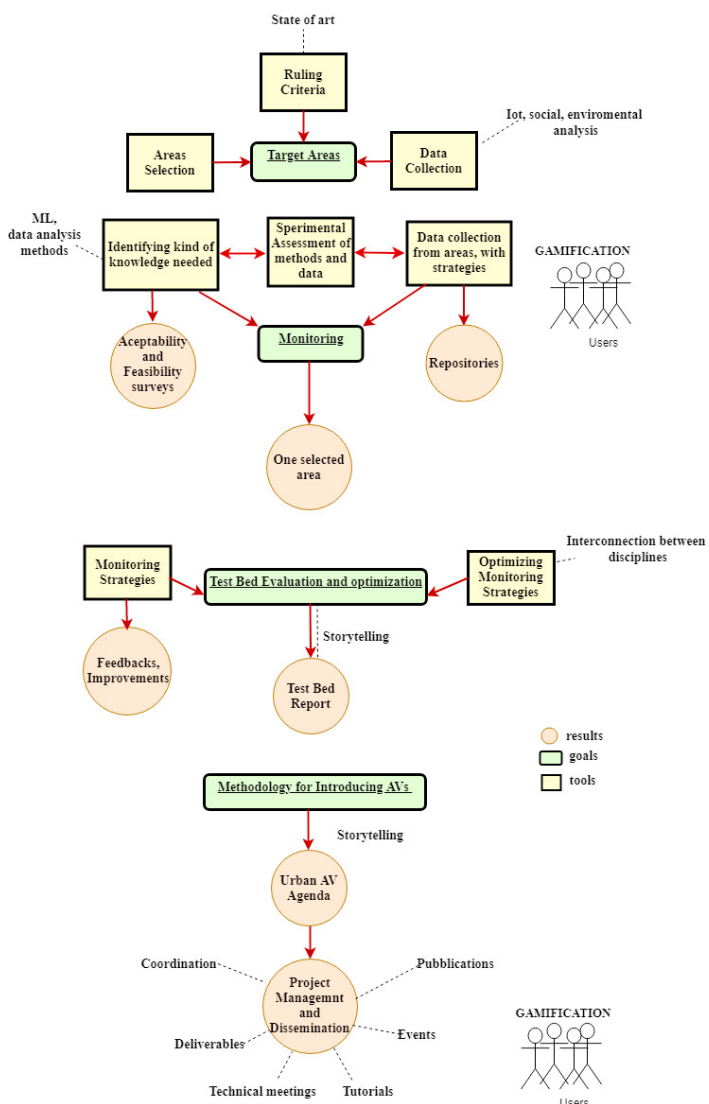 State of art
Ruling
Criteria
Iot, social, enviromental
analysis
Areas
Selection
Target Areas
Data
Collection
ML,
data analysis
methods
Identifying kind of
knowledge needed
Sperimental
Assessment of
methods and
data
Data collection
from areas, with
strategies
GAMIFICATION
Users
Aceptability
and
Feasibility
surveys
Monitoring
Repositories
One selected
area
Monitoring
Strategies
Test Bed Evaluation and optimization
Optimizing
Monitoring
Strategies
Interconnection between
disciplines
Storytelling
Feedbacks,
Improvements
Test Bed
Report
results
goals
tools
Methodology for Introducing AVs
Storytelling
Urban AV
Agenda
Coordination
Pubblications
Project
Managemnt
and
Dissemination
Deliverables
Events
Technical meetings
Tutorials
GAMIFICATION
Users